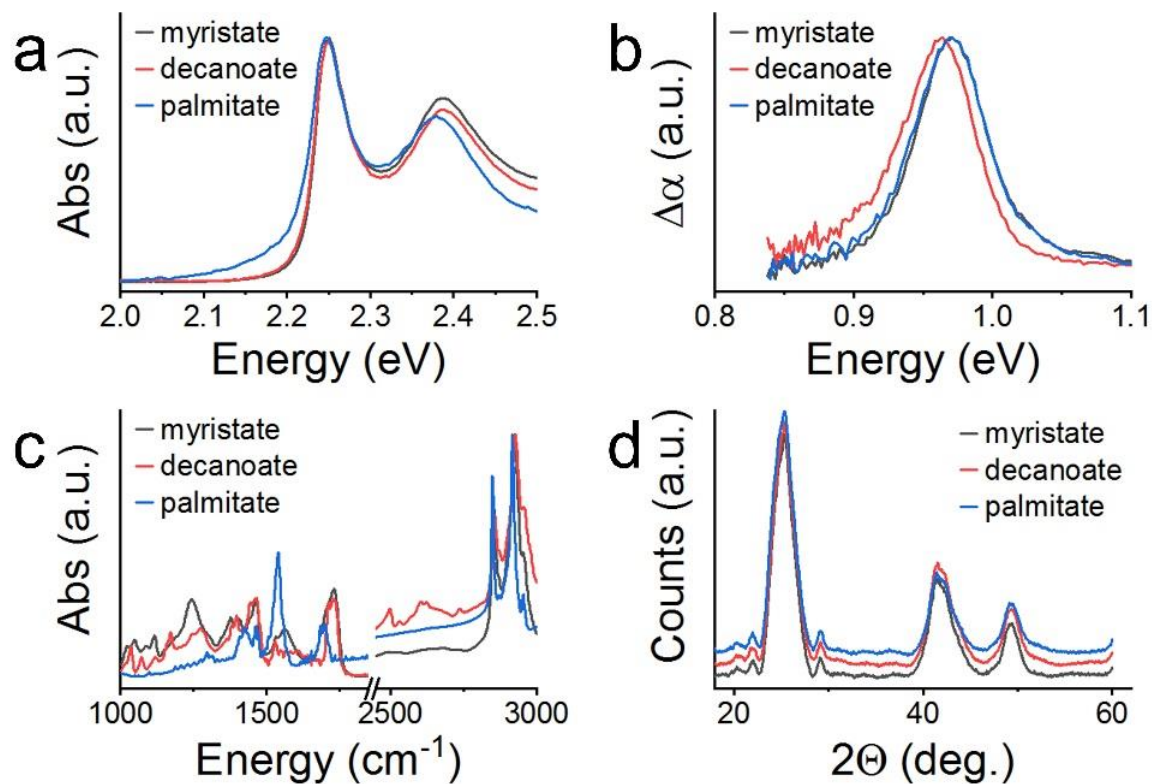 a
myristate
decanoate
palmitate
Abs (a.u.)
2.0 2.1 2.2 2.3 2.4 2.5
Energy (eV)
b
myristate
decanoate
palmitate
Δα (a.u.)
0.8 0.9 1.0 1.1
Energy (eV)
c
myristate
decanoate
palmitate
Abs (a.u.)
1000 1500 2500 3000
Energy (cm⁻¹)
d
myristate
decanoate
palmitate
Counts (a.u.)
20 40 60
2Θ (deg.)